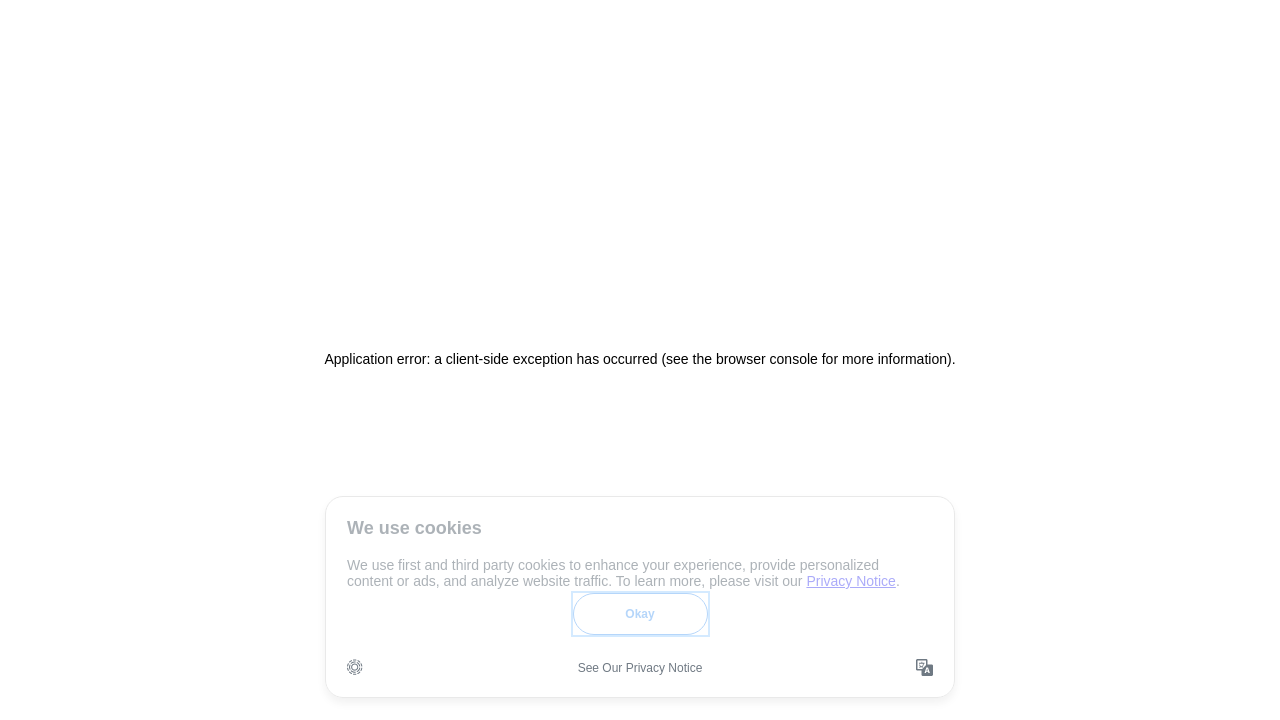 Application error: a client-side exception has occurred (see the browser console for more information).
We use cookies
We use first and third party cookies to enhance your experience, provide personalized
content or ads, and analyze website traffic. To learn more, please visit our Privacy Notice.
Okay
See Our Privacy Notice